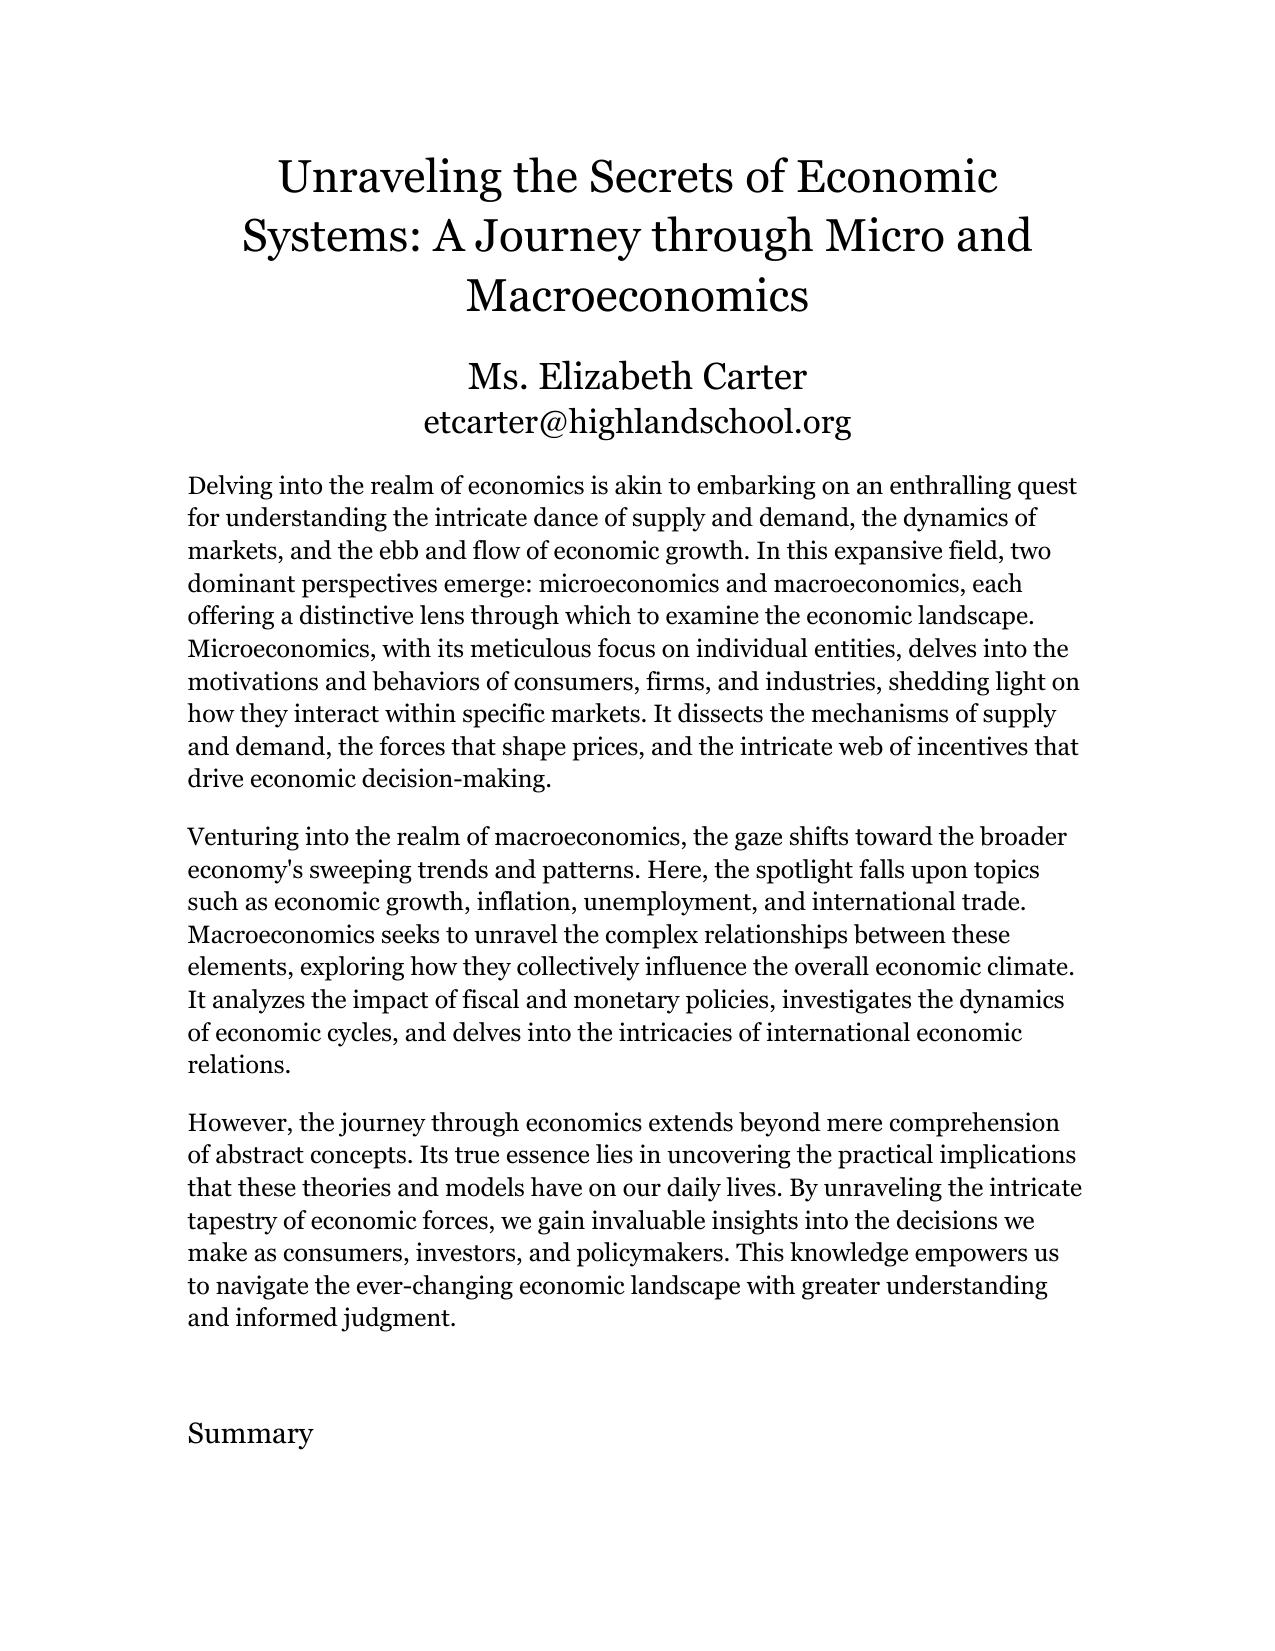 Unraveling the Secrets of Economic
Systems: A Journey through Micro and
Macroeconomics
Ms. Elizabeth Carter
etcarter@highlandschool.org
Delving into the realm of economics is akin to embarking on an enthralling quest
for understanding the intricate dance of supply and demand, the dynamics of
markets, and the ebb and flow of economic growth. In this expansive field, two
dominant perspectives emerge: microeconomics and macroeconomics, each
offering a distinctive lens through which to examine the economic landscape.
Microeconomics, with its meticulous focus on individual entities, delves into the
motivations and behaviors of consumers, firms, and industries, shedding light on
how they interact within specific markets. It dissects the mechanisms of supply
and demand, the forces that shape prices, and the intricate web of incentives that
drive economic decision-making.
Venturing into the realm of macroeconomics, the gaze shifts toward the broader
economy's sweeping trends and patterns. Here, the spotlight falls upon topics
such as economic growth, inflation, unemployment, and international trade.
Macroeconomics seeks to unravel the complex relationships between these
elements, exploring how they collectively influence the overall economic climate.
It analyzes the impact of fiscal and monetary policies, investigates the dynamics
of economic cycles, and delves into the intricacies of international economic
relations.
However, the journey through economics extends beyond mere comprehension
of abstract concepts. Its true essence lies in uncovering the practical implications
that these theories and models have on our daily lives. By unraveling the intricate
tapestry of economic forces, we gain invaluable insights into the decisions we
make as consumers, investors, and policymakers. This knowledge empowers us
to navigate the ever-changing economic landscape with greater understanding
and informed judgment.
Summary